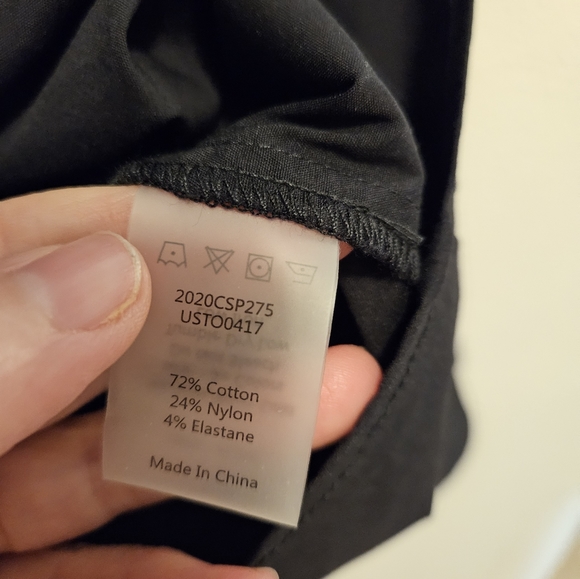 2020CSP275
USTO0417
72% Cotton
24% Nylon
4% Elastane
Made In China